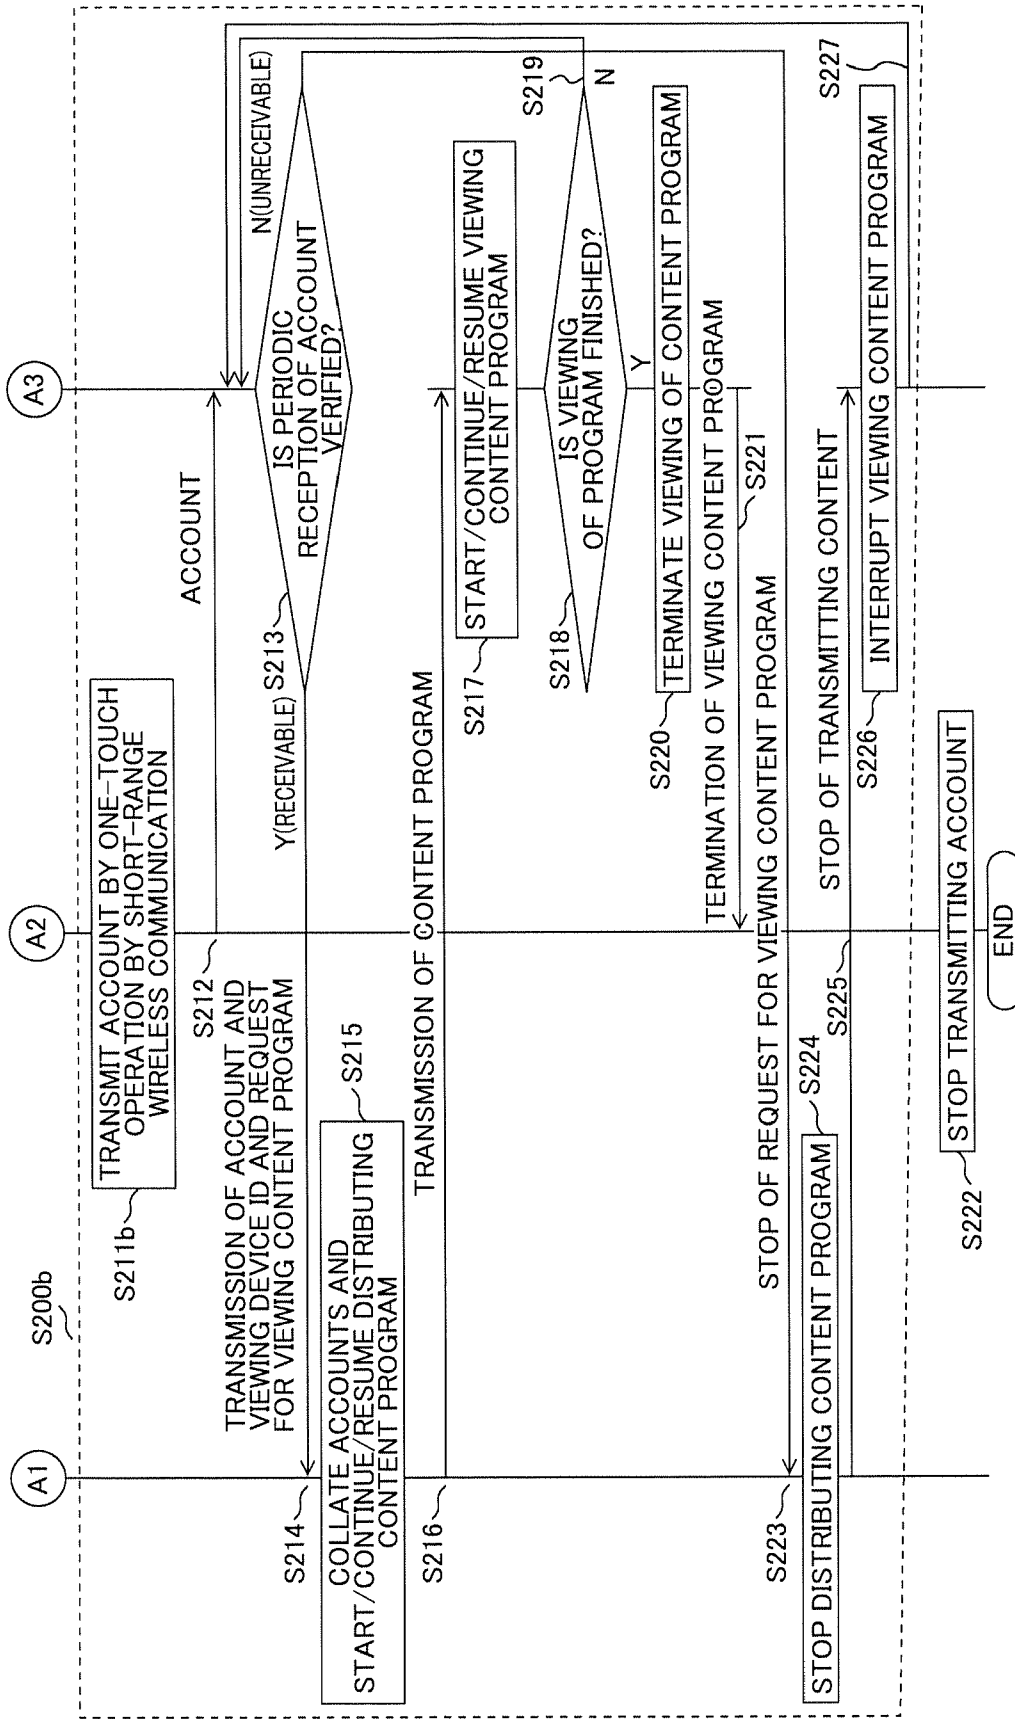 A1
A2
A3
S200b
TRANSMIT ACCOUNT BY ONE-TOUCH
OPERATION BY SHORT-RANGE
WIRELESS COMMUNICATION
S211b
S212
ACCOUNT
N(UNRECEIVABLE)
IS PERIODIC
RECEPTION OF ACCOUNT
VERIFIED?
S213
Y(RECEIVABLE)
TRANSMISSION OF ACCOUNT AND
VIEWING DEVICE ID AND REQUEST
FOR VIEWING CONTENT PROGRAM
S214
COLLATE ACCOUNTS AND
START/CONTINUE/RESUME DISTRIBUTING
CONTENT PROGRAM
S215
TRANSMISSION OF CONTENT PROGRAM
S216
START/CONTINUE/RESUME VIEWING
CONTENT PROGRAM
S217
IS VIEWING
OF PROGRAM FINISHED?
S218
S219
N
Y
TERMINATE VIEWING OF CONTENT PROGRAM
S220
TERMINATION OF VIEWING CONTENT PROGRAM
S221
STOP OF REQUEST FOR VIEWING CONTENT PROGRAM
S223
STOP DISTRIBUTING CONTENT PROGRAM
S224
STOP OF TRANSMITTING CONTENT
S225
INTERRUPT VIEWING CONTENT PROGRAM
S226
S227
STOP TRANSMITTING ACCOUNT
S222
END